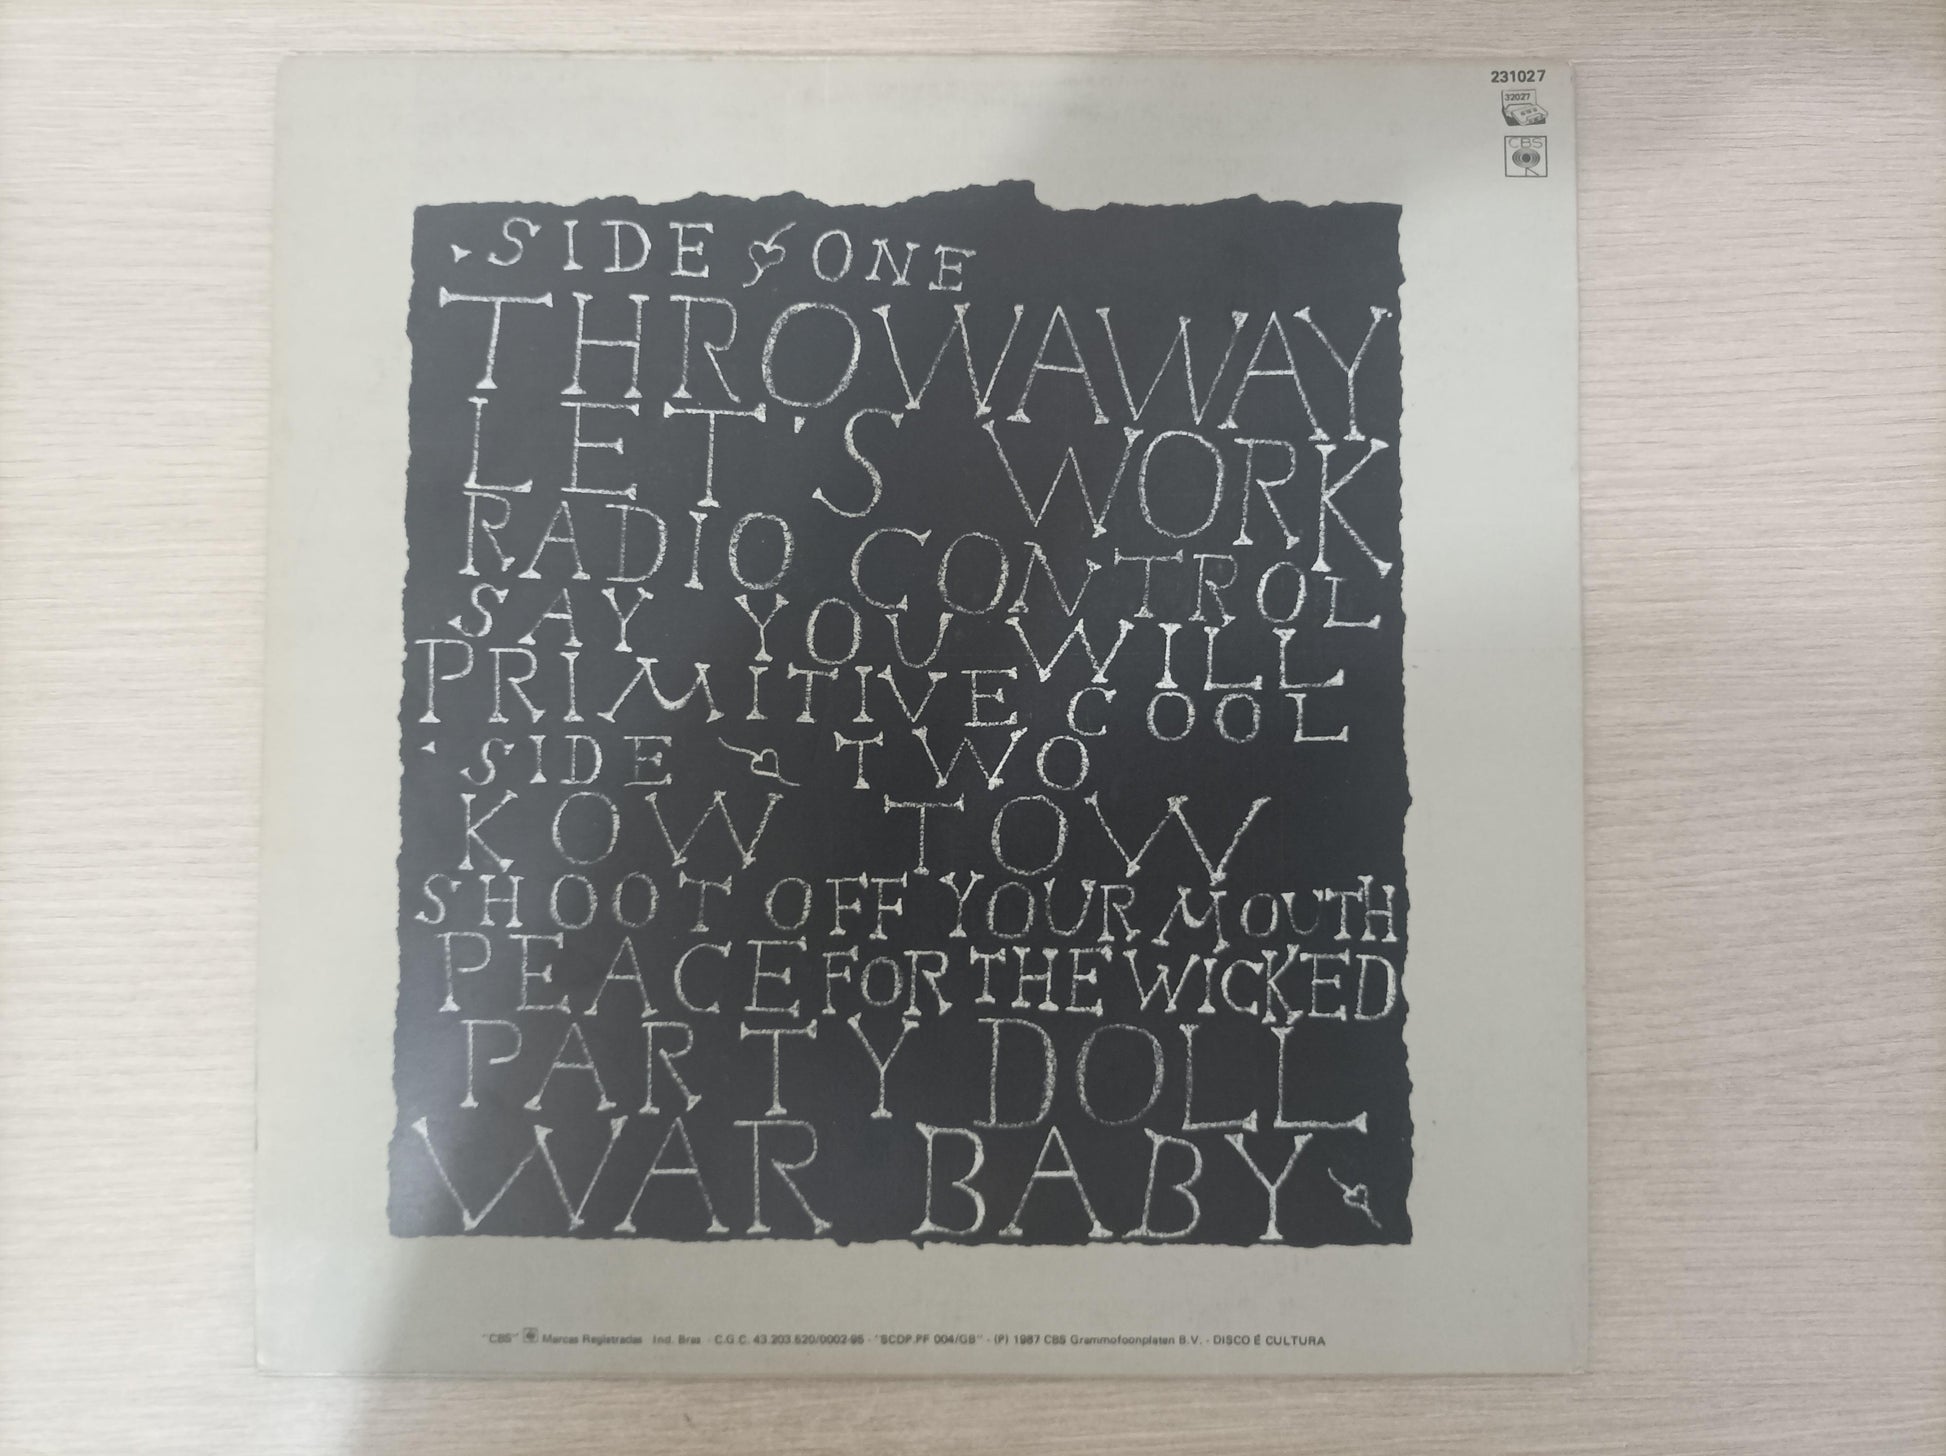 231027
32027
CBS
SIDE ONE
THROWAWAY
LET'S WORK
RADIO CONTROL
SAY YOU WILL
PRIMITIVE COOL
SIDE TWO
KOW TOW
SHOOT OFF YOUR MOUTH
PEACE FOR THE WICKED
PARTY DOLL
WAR BABY
"CBS" Marcas Registradas Ind. Bras - C.G.C. 43.203.520/0002-95 - "SCDP.PF 004/GB" - (P) 1987 CBS Grammofoonplaten B.V. - DISCO É CULTURA